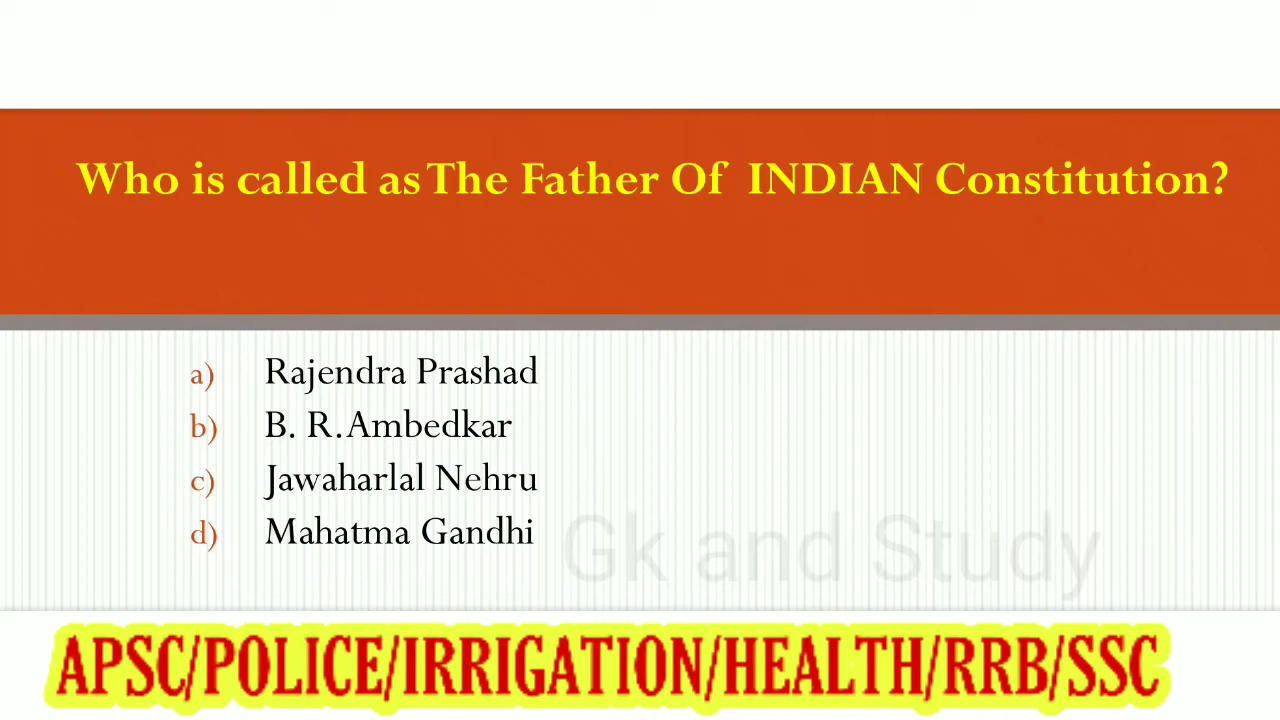 Who is called as The Father Of INDIAN Constitution?
a) Rajendra Prashad
b) B. R.Ambedkar
c) Jawaharlal Nehru
d) Mahatma Gandhi
Gk and Study
APSC/POLICE/IRRIGATION/HEALTH/RRB/SSC